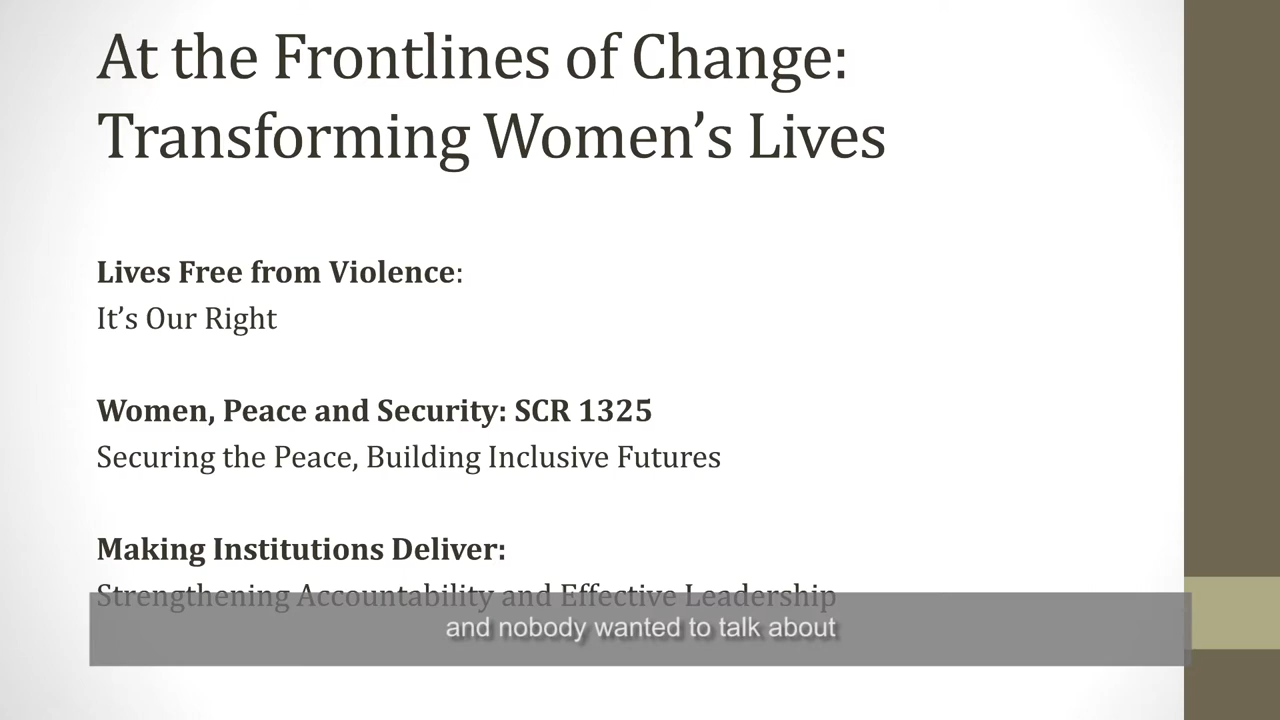 At the Frontlines of Change:
Transforming Women’s Lives
Lives Free from Violence:
It’s Our Right
Women, Peace and Security: SCR 1325
Securing the Peace, Building Inclusive Futures
Making Institutions Deliver:
Strengthening Accountability and Effective Leadership
and nobody wanted to talk about